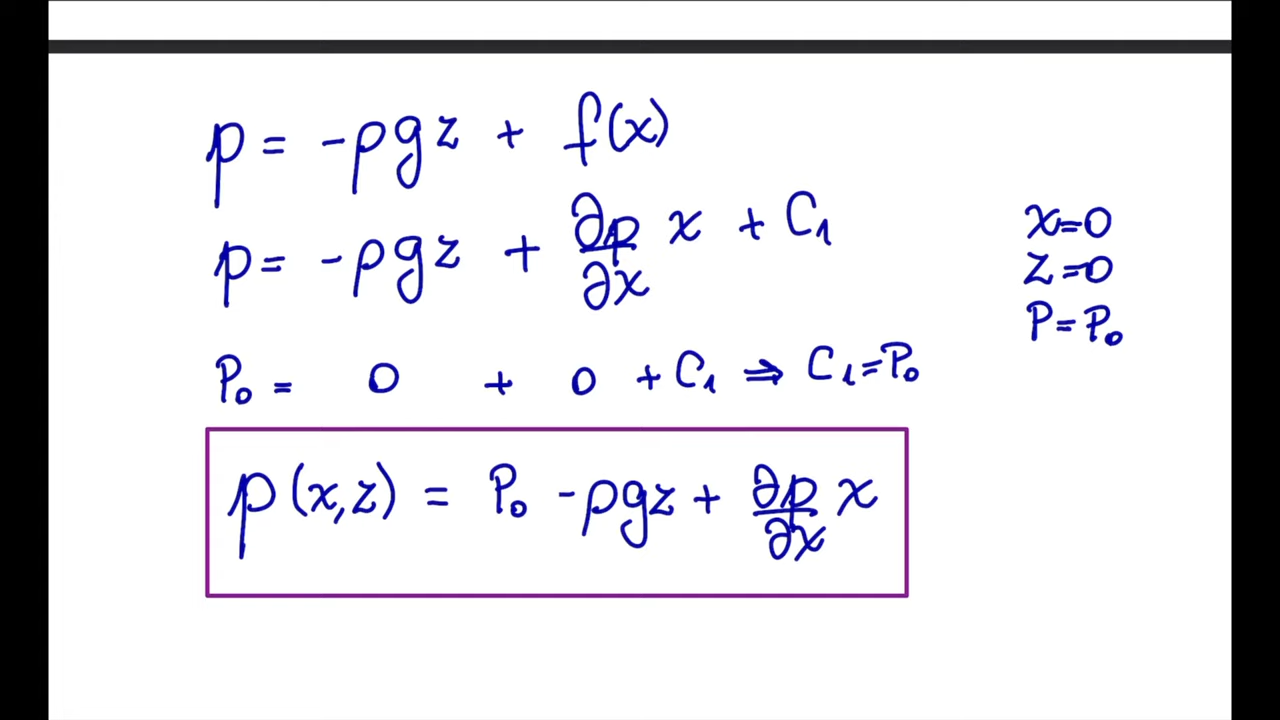 p = -ρgz + f(x)
p = -ρgz + ∂p/∂x x + C₁
x=0
z=0
P=P₀
P₀ = 0 + 0 + C₁ ⇒ C₁=P₀
p(x,z) = P₀ -ρgz + ∂p/∂x x